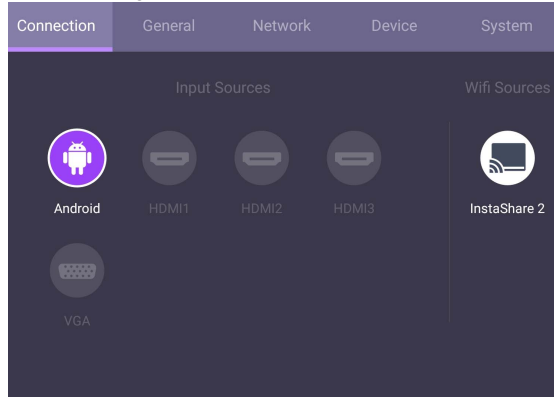 Connection General Network Device System
Input Sources Wifi Sources
Android HDMI1 HDMI2 HDMI3 InstaShare 2
VGA